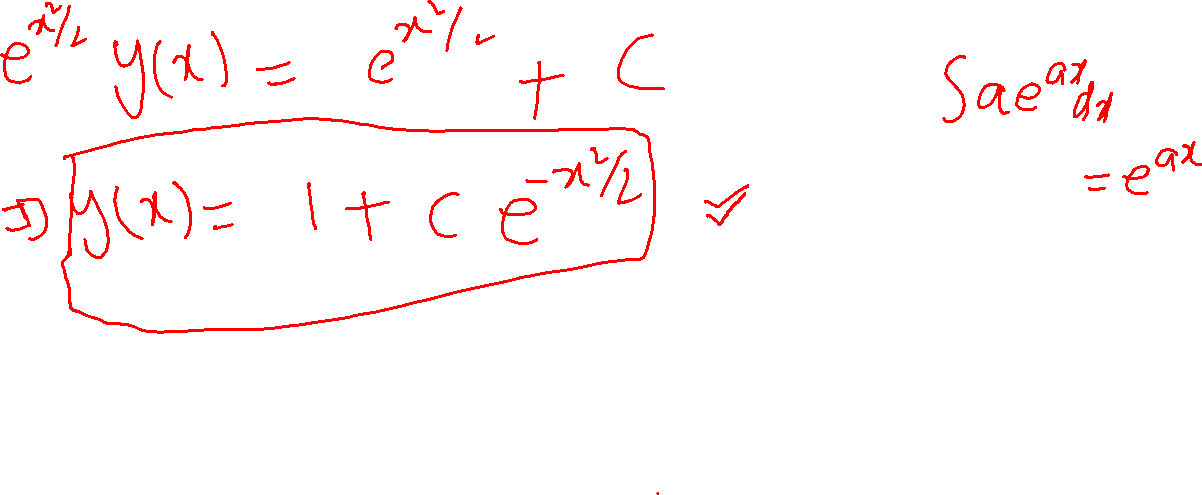 e^{x²/2} y(x) = e^{x²/2} + C
⇒ y(x) = 1 + C e^{-x²/2}
∫ae^{ax}dx
= e^{ax}